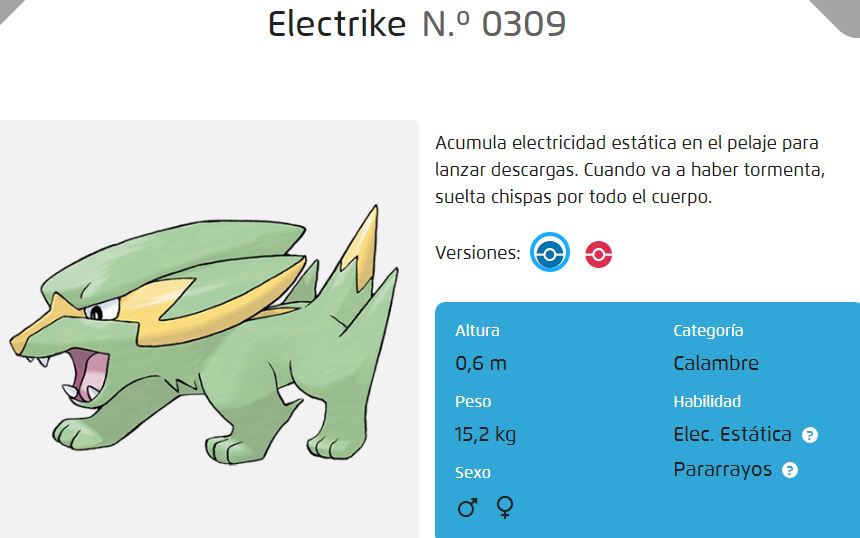 Electrike N.º 0309
Acumula electricidad estática en el pelaje para
lanzar descargas. Cuando va a haber tormenta,
suelta chispas por todo el cuerpo.
Versiones:
Altura
0,6 m
Peso
15,2 kg
Sexo
♂ ♀
Categoría
Calambre
Habilidad
Elec. Estática ?
Pararrayos ?